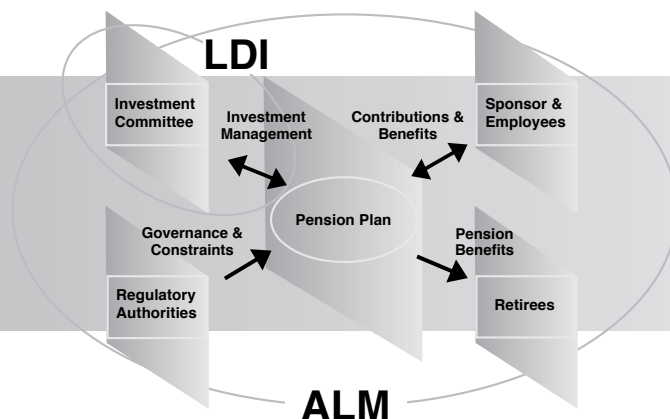 LDI
Investment
Committee
Investment
Management
Contributions &
Benefits
Sponsor &
Employees
Pension Plan
Governance &
Constraints
Pension
Benefits
Regulatory
Authorities
Retirees
ALM